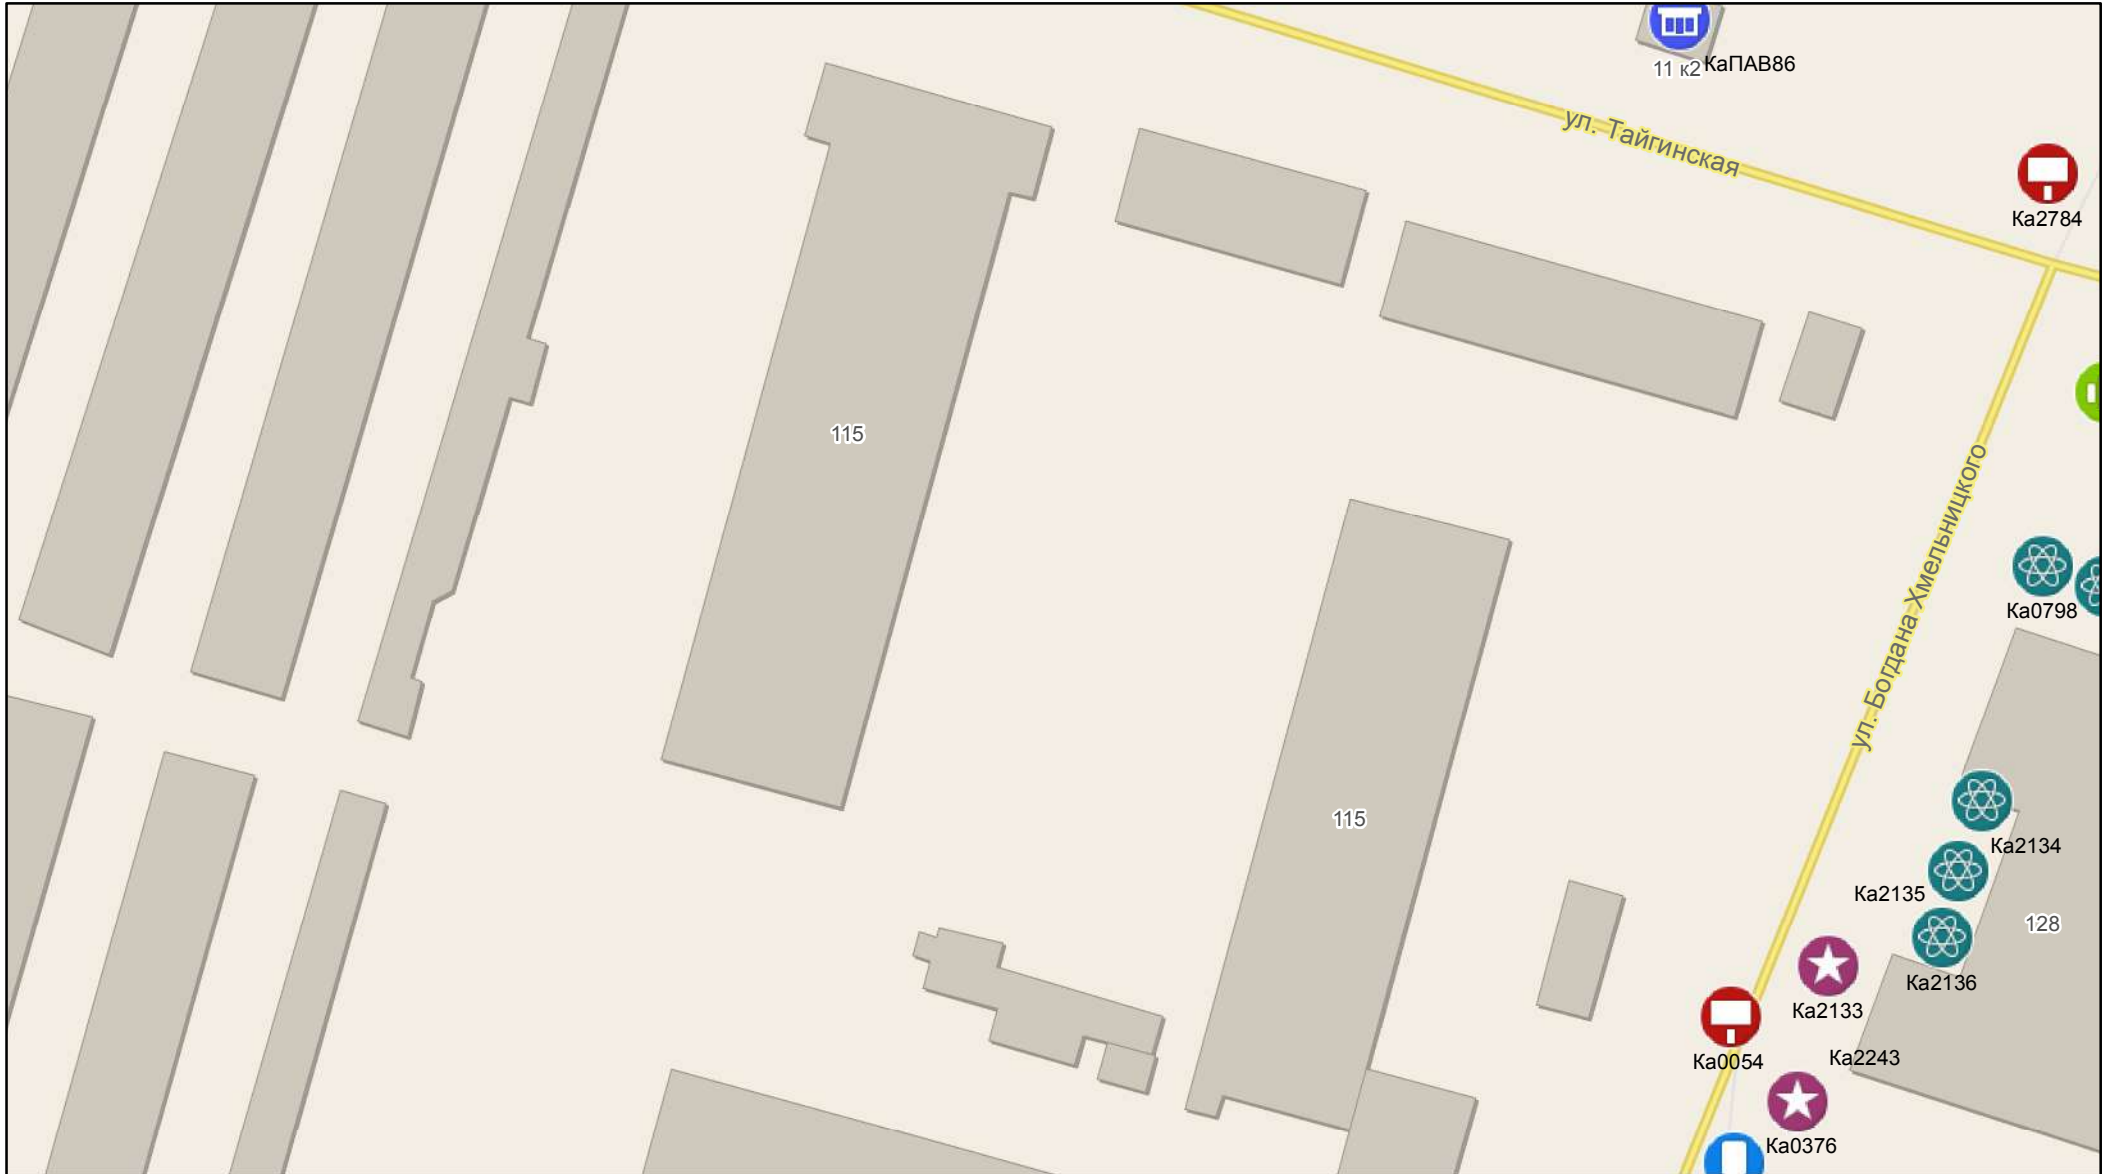 11 к2
КаПАВ86
ул. Тайгинская
Ка2784
115
ул. Богдана Хмельницкого
Ка0798
115
Ка2134
Ка2135
128
Ка2136
Ка2133
Ка0054
Ка2243
Ка0376